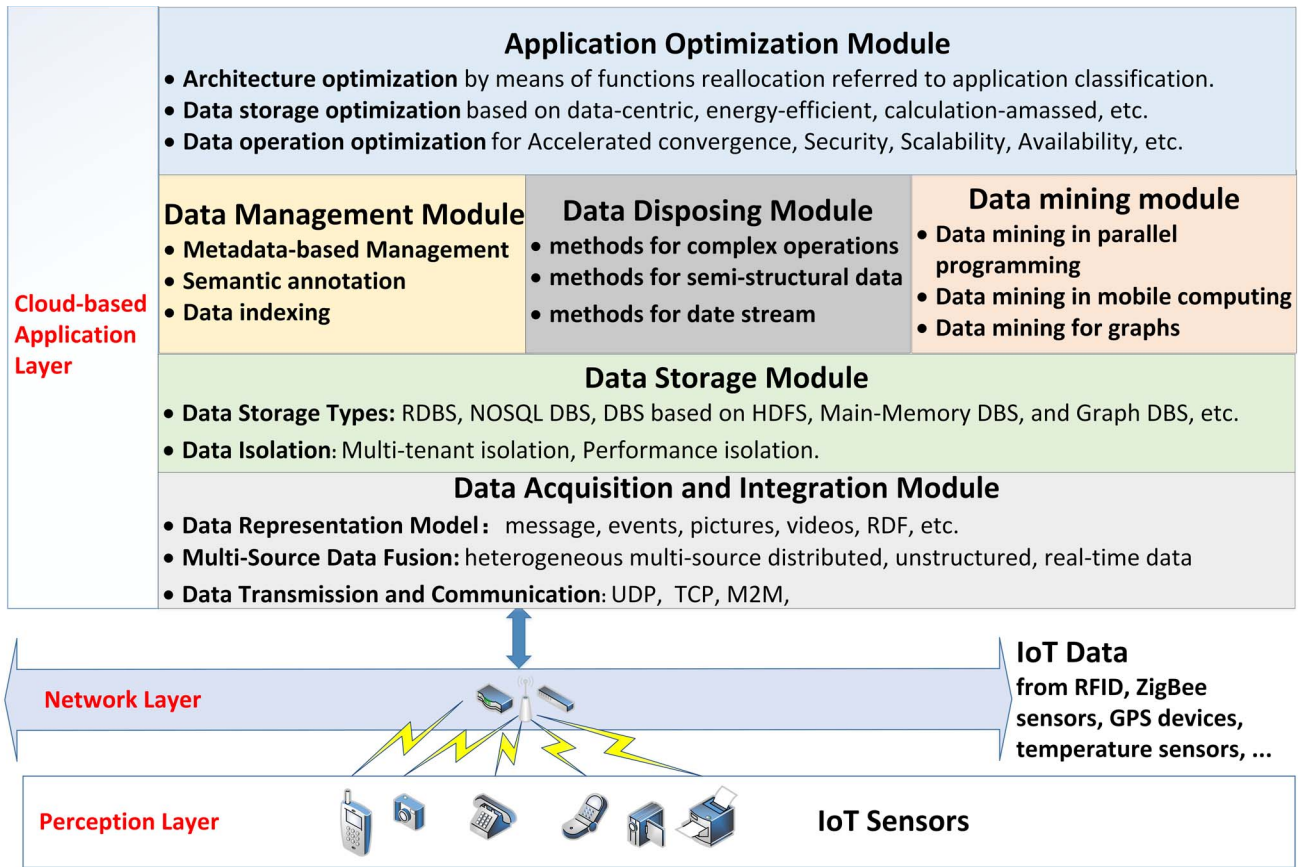 Application Optimization Module
• Architecture optimization by means of functions reallocation referred to application classification.
• Data storage optimization based on data-centric, energy-efficient, calculation-amassed, etc.
• Data operation optimization for Accelerated convergence, Security, Scalability, Availability, etc.
Cloud-based
Application
Layer
Data Management Module
• Metadata-based Management
• Semantic annotation
• Data indexing
Data Disposing Module
• methods for complex operations
• methods for semi-structural data
• methods for date stream
Data mining module
• Data mining in parallel
programming
• Data mining in mobile computing
• Data mining for graphs
Data Storage Module
• Data Storage Types: RDBS, NOSQL DBS, DBS based on HDFS, Main-Memory DBS, and Graph DBS, etc.
• Data Isolation: Multi-tenant isolation, Performance isolation.
Data Acquisition and Integration Module
• Data Representation Model： message, events, pictures, videos, RDF, etc.
• Multi-Source Data Fusion: heterogeneous multi-source distributed, unstructured, real-time data
• Data Transmission and Communication: UDP, TCP, M2M,
Network Layer
IoT Data
from RFID, ZigBee
sensors, GPS devices,
temperature sensors, ...
Perception Layer
IoT Sensors